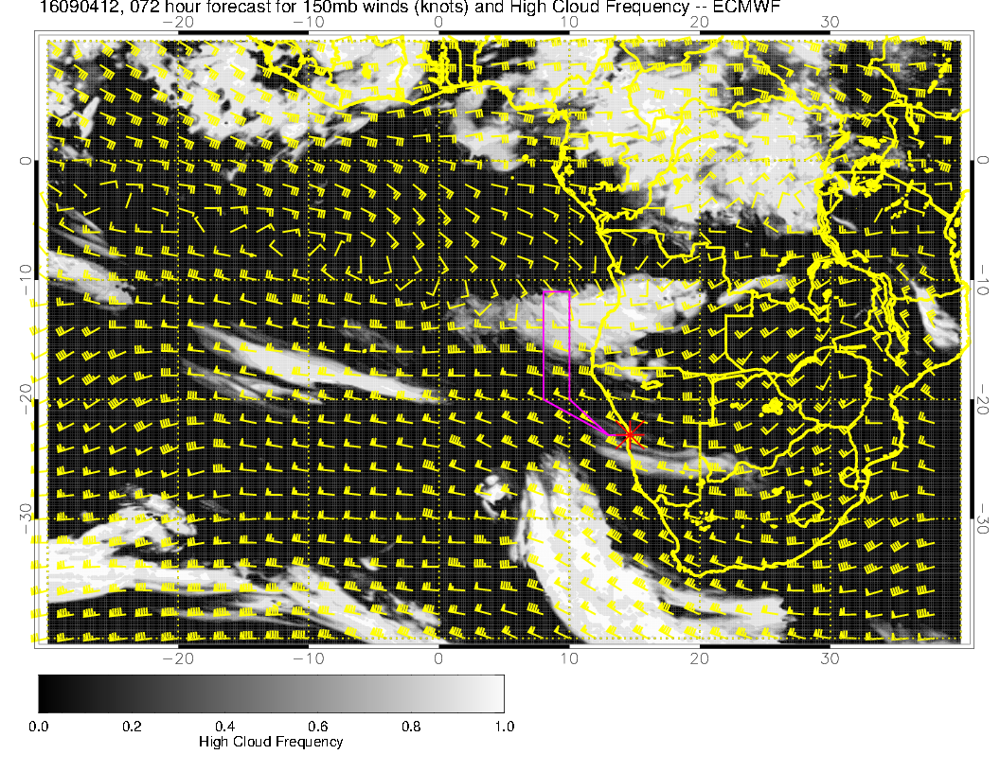 16090412, 072 hour forecast for 150mb winds (knots) and High Cloud Frequency -- ECMWF
-20 -10 0 10 20 30
0 0
-10 -10
-20 -20
-30 -30
-20 -10 0 10 20 30
0.0 0.2 0.4 0.6 0.8 1.0
High Cloud Frequency